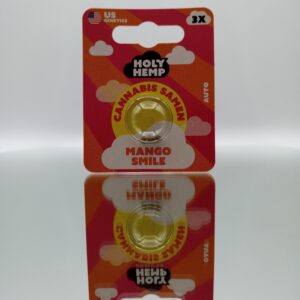 US
GENETICS
3X
HOLY
HEMP
CANNABIS SAMEN
AUTO
MANGO
SMILE